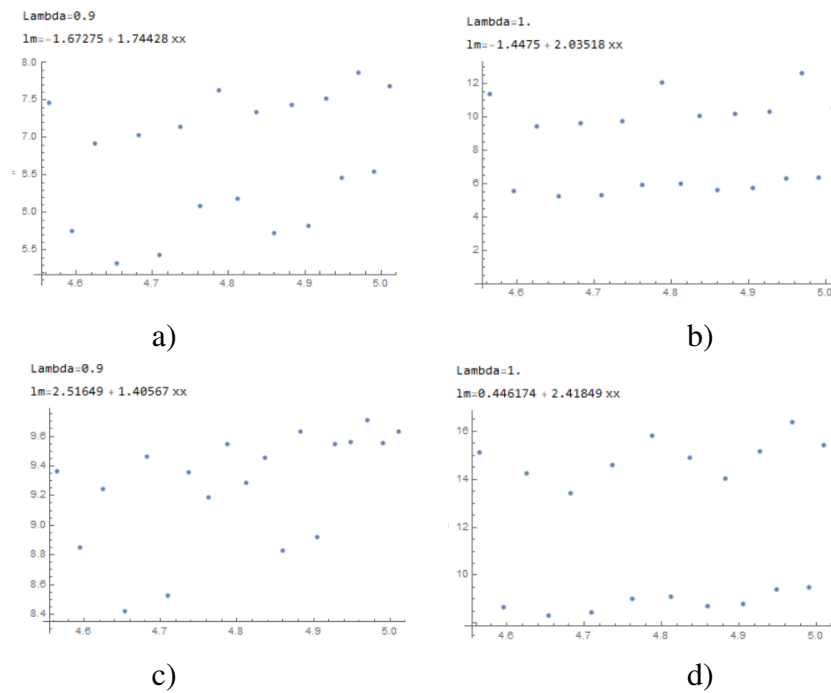 Lambda=0.9
lm=-1.67275 + 1.74428 xx
8.0
7.5
7.0
6.5
6.0
5.5
4.6 4.7 4.8 4.9 5.0
a)
Lambda=1.
lm=-1.4475 + 2.03518 xx
12
10
8
6
4
2
4.6 4.7 4.8 4.9 5.0
b)
Lambda=0.9
lm=2.51649 + 1.40567 xx
9.6
9.4
9.2
9.0
8.8
8.6
8.4
4.6 4.7 4.8 4.9 5.0
c)
Lambda=1.
lm=0.446174 + 2.41849 xx
16
14
12
10
4.6 4.7 4.8 4.9 5.0
d)